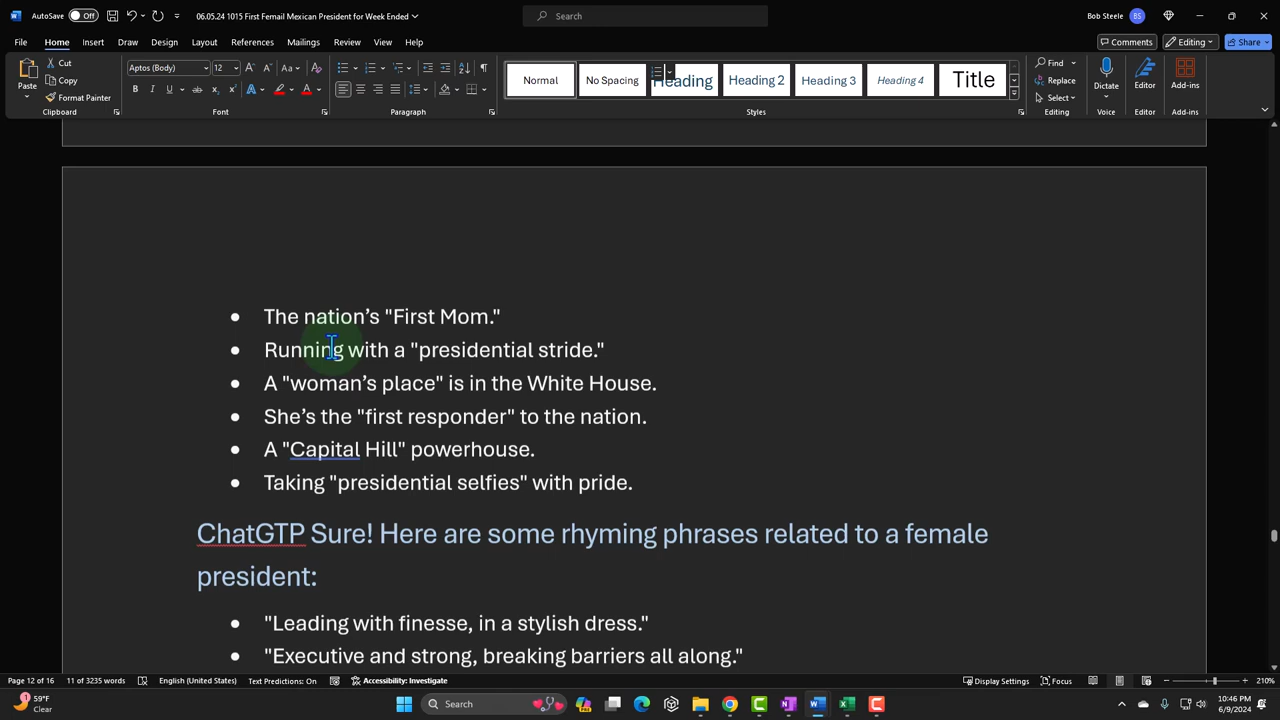 AutoSave Off 06.05.24 1015 First Femail Mexican President for Week Ended Search Bob Steele BS
File Home Insert Draw Design Layout References Mailings Review View Help Comments Editing Share
Paste Cut Copy Format Painter Clipboard
Aptos (Body) 12 Font
Paragraph
Normal No Spacing Heading Heading 2 Heading 3 Heading 4 Title Styles
Find Replace Select Editing
Dictate Voice
Editor Editor
Add-ins Add-ins
• The nation’s "First Mom."
• Running with a "presidential stride."
• A "woman’s place" is in the White House.
• She’s the "first responder" to the nation.
• A "Capital Hill" powerhouse.
• Taking "presidential selfies" with pride.
ChatGTP Sure! Here are some rhyming phrases related to a female
president:
• "Leading with finesse, in a stylish dress."
• "Executive and strong, breaking barriers all along."
Page 12 of 16 11 of 3235 words English (United States) Text Predictions: On Accessibility: Investigate Display Settings Focus 210%
59°F
Clear
Search
10:46 AM
6/9/2024